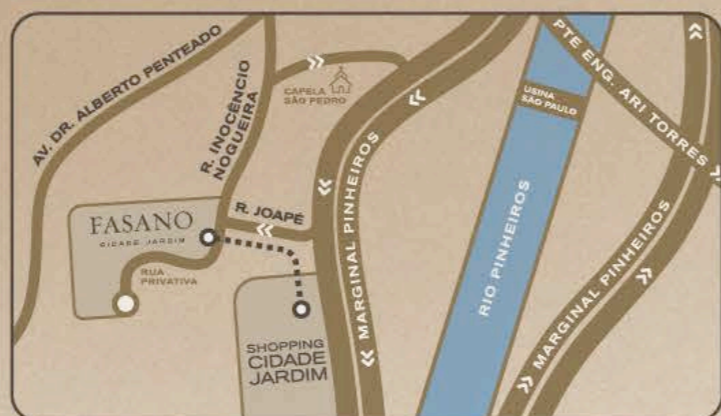 AV. DR. ALBERTO PENTEADO
R. INOCÊNCIO
NOGUEIRA
CAPELA
SÃO PEDRO
PTE ENG. ARI TORRES
USINA
SÃO PAULO
FASANO
CIDADE JARDIM
R. JOAPÉ
RUA
PRIVATIVA
MARGINAL PINHEIROS
RIO PINHEIROS
MARGINAL PINHEIROS
SHOPPING
CIDADE
JARDIM